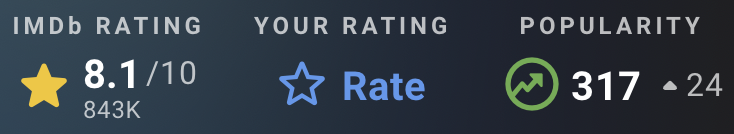 IMDb RATING YOUR RATING POPULARITY
8.1/10 Rate 317 24
843K